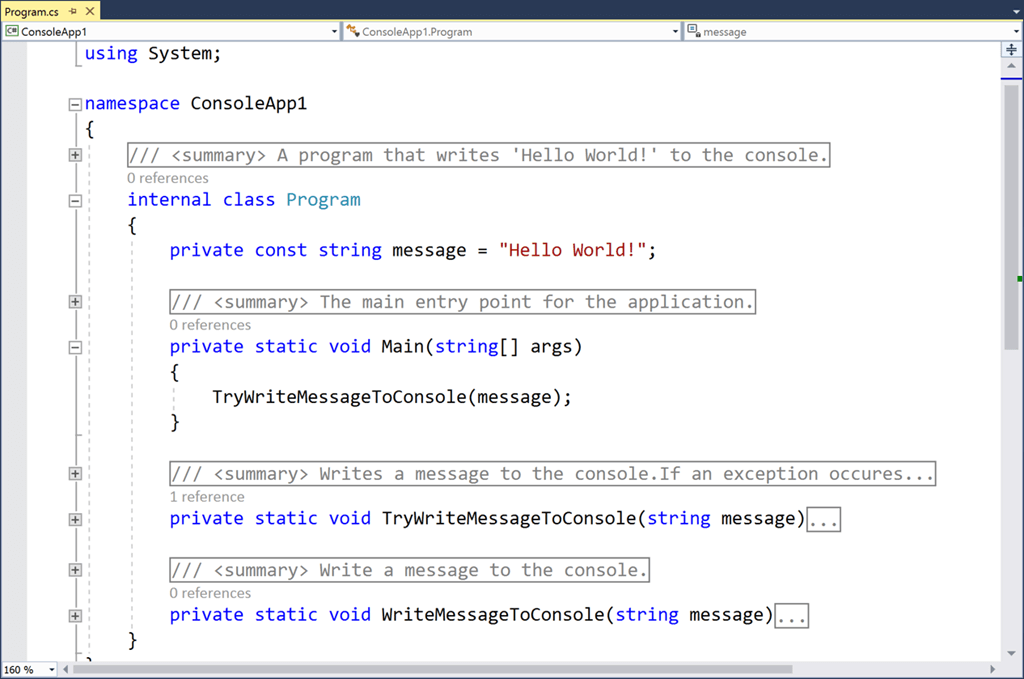 Program.cs
ConsoleApp1 ConsoleApp1.Program message
using System;
namespace ConsoleApp1
{
/// <summary> A program that writes 'Hello World!' to the console.
0 references
internal class Program
{
private const string message = "Hello World!";
/// <summary> The main entry point for the application.
0 references
private static void Main(string[] args)
{
TryWriteMessageToConsole(message);
}
/// <summary> Writes a message to the console.If an exception occures...
1 reference
private static void TryWriteMessageToConsole(string message)...
/// <summary> Write a message to the console.
0 references
private static void WriteMessageToConsole(string message)...
}
}
160 %